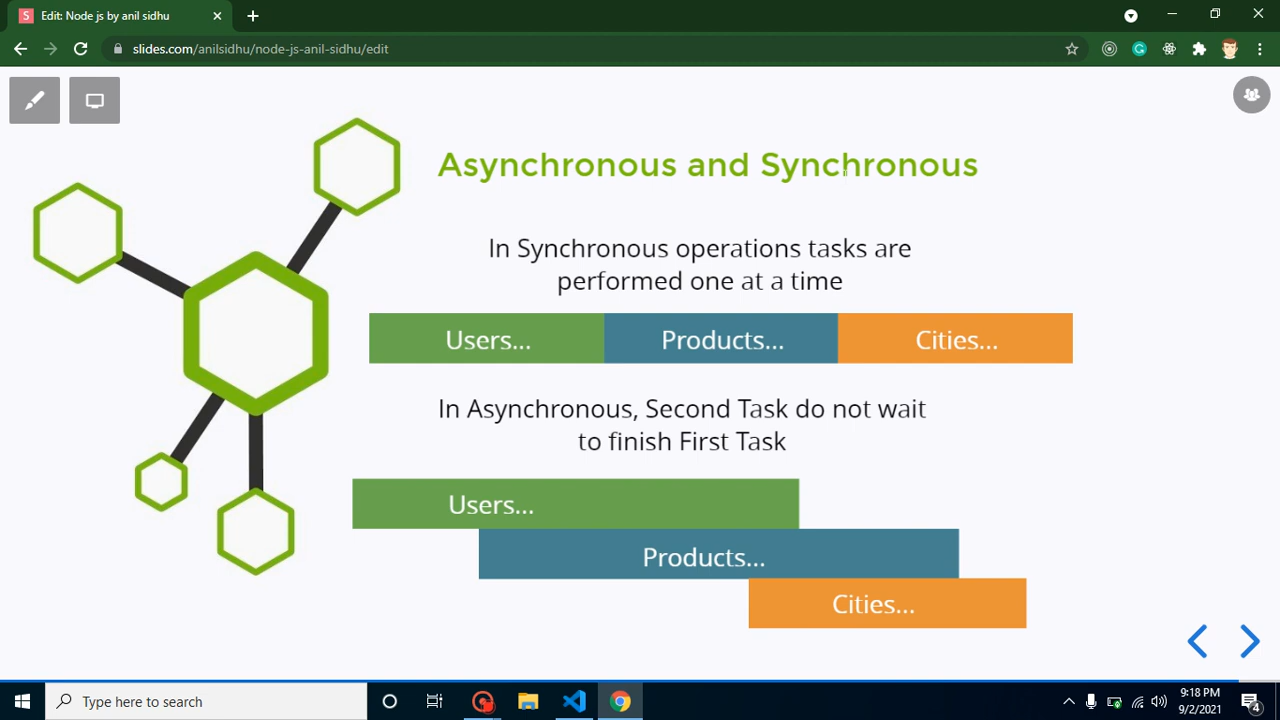 Edit: Node js by anil sidhu
slides.com/anilsidhu/node-js-anil-sidhu/edit
Asynchronous and Synchronous
In Synchronous operations tasks are
performed one at a time
Users...
Products...
Cities...
In Asynchronous, Second Task do not wait
to finish First Task
Users...
Products...
Cities...
Type here to search
9:18 PM
9/2/2021
4